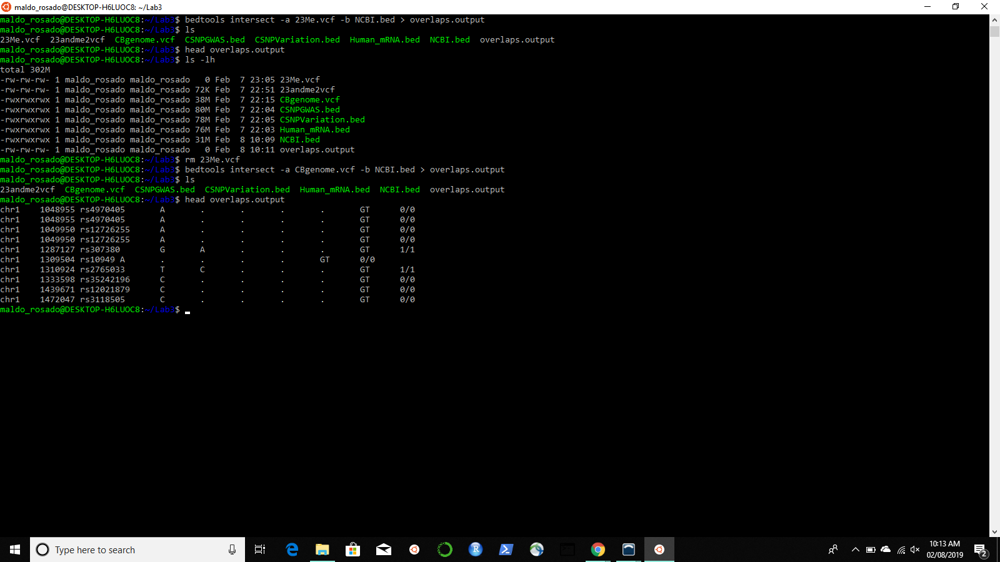 maldo_rosado@DESKTOP-H6LUOC8: ~/Lab3
maldo_rosado@DESKTOP-H6LUOC8:~/Lab3$ bedtools intersect -a 23Me.vcf -b NCBI.bed > overlaps.output
maldo_rosado@DESKTOP-H6LUOC8:~/Lab3$ ls
23Me.vcf  23andme2vcf  CBgenome.vcf  CSNPGWAS.bed  CSNPVariation.bed  Human_mRNA.bed  NCBI.bed  overlaps.output
maldo_rosado@DESKTOP-H6LUOC8:~/Lab3$ head overlaps.output
maldo_rosado@DESKTOP-H6LUOC8:~/Lab3$ ls -lh
total 302M
-rw-rw-rw- 1 maldo_rosado maldo_rosado   0 Feb  7 23:05 23Me.vcf
-rw-rw-rw- 1 maldo_rosado maldo_rosado 72K Feb  7 22:51 23andme2vcf
-rwxrwxrwx 1 maldo_rosado maldo_rosado 38M Feb  7 22:15 CBgenome.vcf
-rwxrwxrwx 1 maldo_rosado maldo_rosado 80M Feb  7 22:04 CSNPGWAS.bed
-rwxrwxrwx 1 maldo_rosado maldo_rosado 78M Feb  7 22:05 CSNPVariation.bed
-rwxrwxrwx 1 maldo_rosado maldo_rosado 76M Feb  7 22:03 Human_mRNA.bed
-rwxrwxrwx 1 maldo_rosado maldo_rosado 31M Feb  8 10:09 NCBI.bed
-rw-rw-rw- 1 maldo_rosado maldo_rosado   0 Feb  8 10:11 overlaps.output
maldo_rosado@DESKTOP-H6LUOC8:~/Lab3$ rm 23Me.vcf
maldo_rosado@DESKTOP-H6LUOC8:~/Lab3$ bedtools intersect -a CBgenome.vcf -b NCBI.bed > overlaps.output
maldo_rosado@DESKTOP-H6LUOC8:~/Lab3$ ls
23andme2vcf  CBgenome.vcf  CSNPGWAS.bed  CSNPVariation.bed  Human_mRNA.bed  NCBI.bed  overlaps.output
maldo_rosado@DESKTOP-H6LUOC8:~/Lab3$ head overlaps.output
chr1    1048955 rs4970405       A       .       .       .       .       GT      0/0
chr1    1048955 rs4970405       A       .       .       .       .       GT      0/0
chr1    1049950 rs12726255      A       .       .       .       .       GT      0/0
chr1    1049950 rs12726255      A       .       .       .       .       GT      0/0
chr1    1287127 rs307380        G       A       .       .       .       GT      1/1
chr1    1309504 rs10949 A       .       .       .       .       GT      0/0
chr1    1310924 rs2765033       T       C       .       .       .       GT      1/1
chr1    1333598 rs35242196      C       .       .       .       .       GT      0/0
chr1    1439671 rs12021879      C       .       .       .       .       GT      0/0
chr1    1472047 rs3118505       C       .       .       .       .       GT      0/0
maldo_rosado@DESKTOP-H6LUOC8:~/Lab3$
Type here to search
10:13 AM
02/08/2019
2